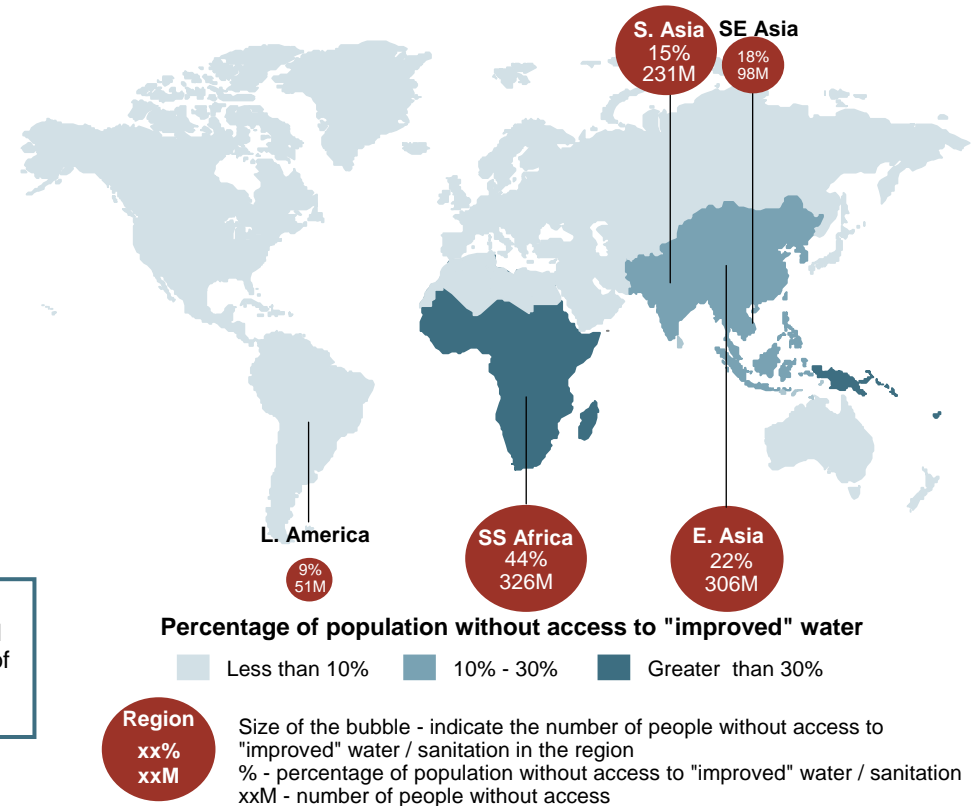 S. Asia
15%
231M
SE Asia
18%
98M
L. America
9%
51M
SS Africa
44%
326M
E. Asia
22%
306M
of
Percentage of population without access to "improved" water
Less than 10%
10% - 30%
Greater than 30%
Region
xx%
xxM
Size of the bubble - indicate the number of people without access to
"improved" water / sanitation in the region
% - percentage of population without access to "improved" water / sanitation
xxM - number of people without access